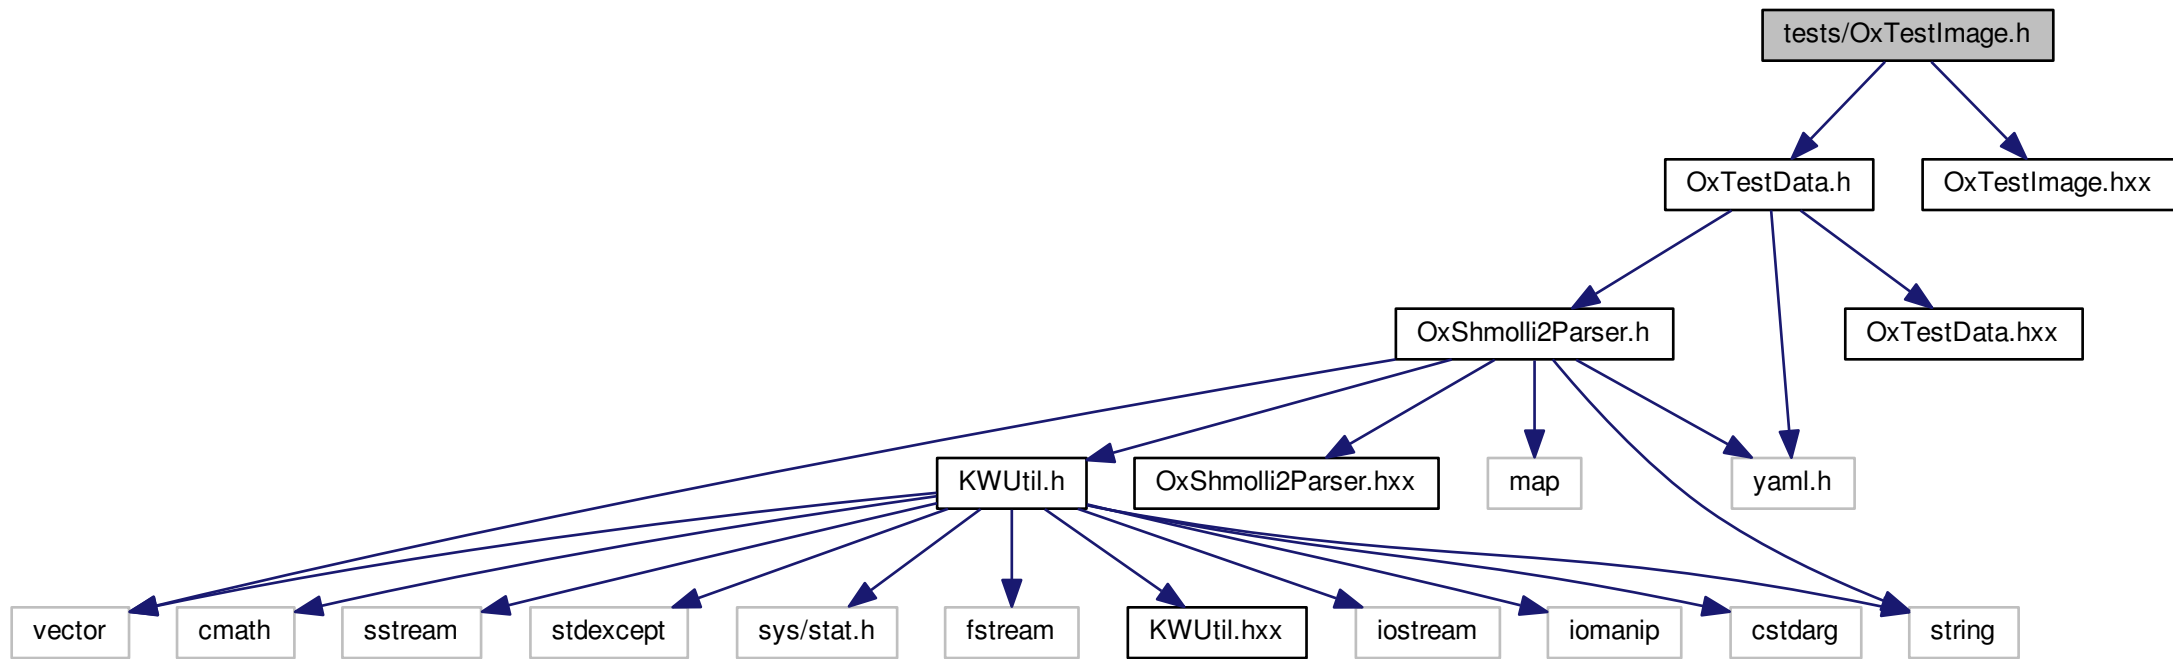 tests/OxTestImage.h
OxTestData.h
OxTestImage.hxx
OxShmolli2Parser.h
OxTestData.hxx
KWUtil.h
OxShmolli2Parser.hxx
map
yaml.h
vector
cmath
sstream
stdexcept
sys/stat.h
fstream
KWUtil.hxx
iostream
iomanip
cstdarg
string